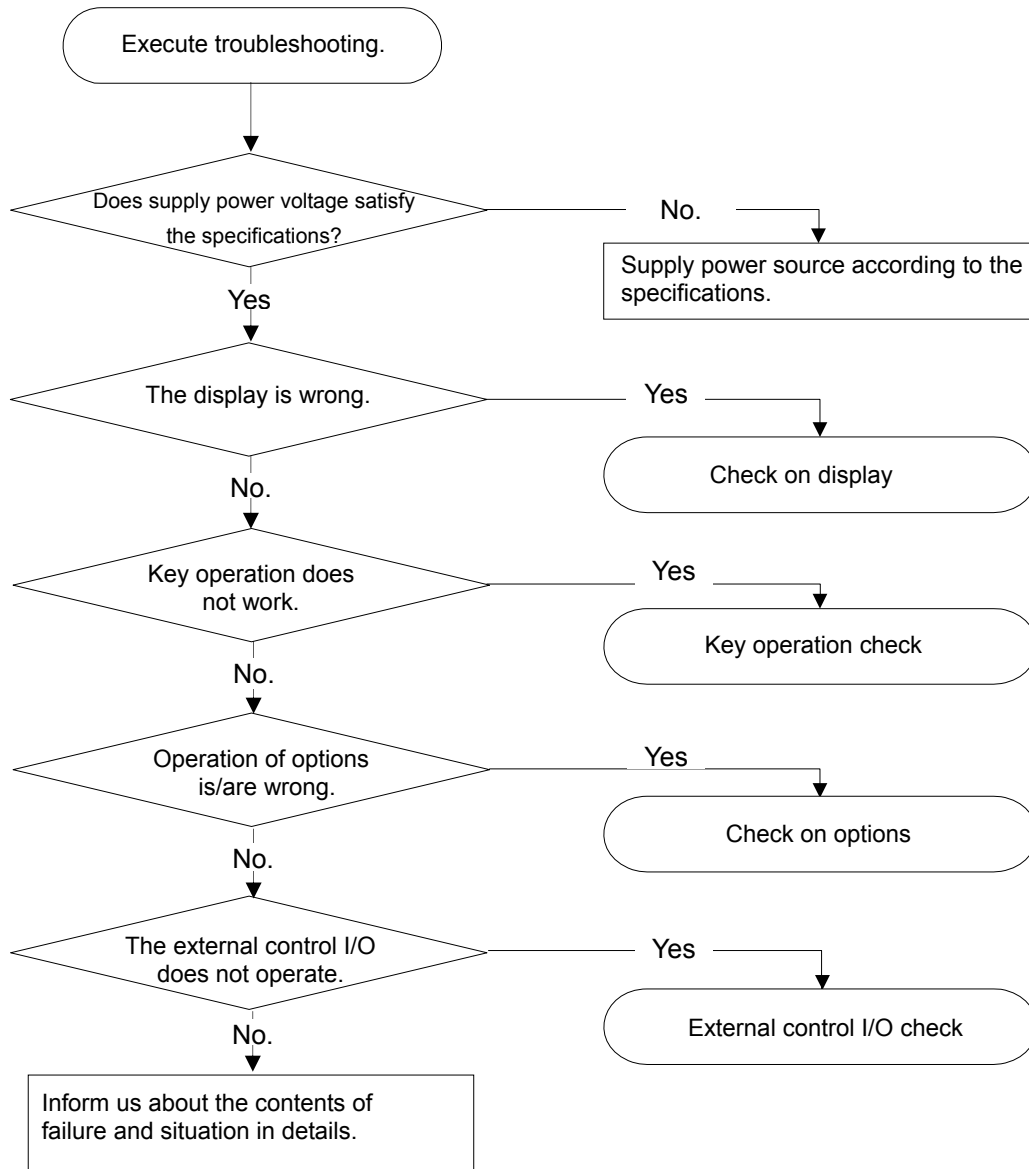 Execute troubleshooting.
Does supply power voltage satisfy
the specifications?
No.
Supply power source according to the
specifications.
Yes
The display is wrong.
Yes
Check on display
No.
Key operation does
not work.
Yes
Key operation check
No.
Operation of options
is/are wrong.
Yes
Check on options
No.
The external control I/O
does not operate.
Yes
External control I/O check
No.
Inform us about the contents of
failure and situation in details.